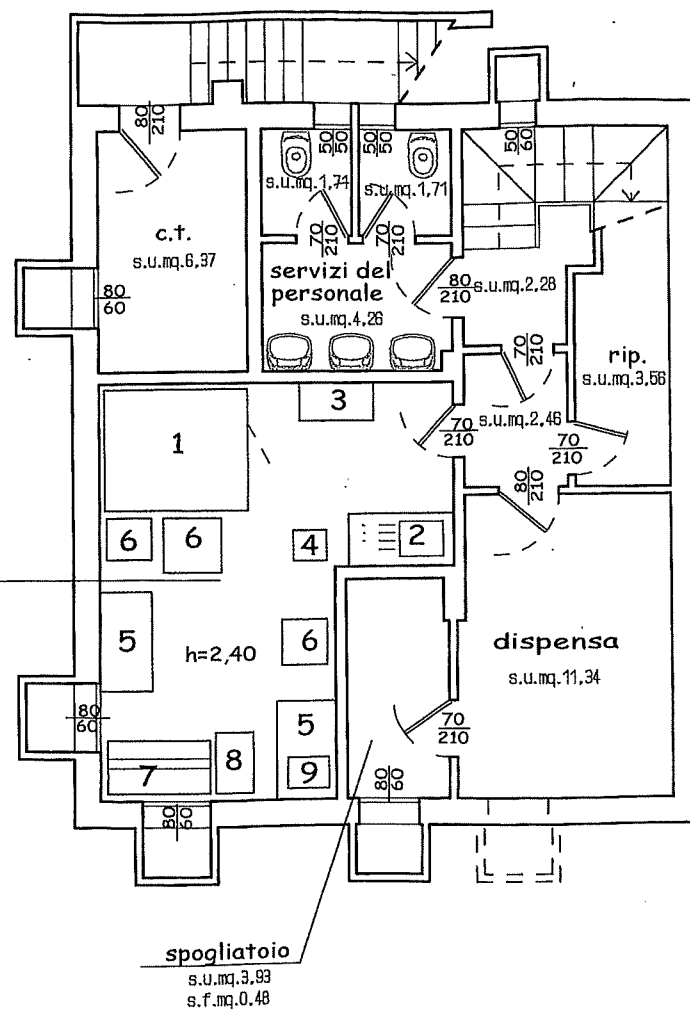 80
210
50
50
50
50
50
60
s.u.mq.1,74
s.u.mq.1,71
c.t.
s.u.mq.6,37
70
210
70
210
80
60
servizi del
personale
s.u.mq.4,26
80
210
s.u.mq.2,28
70
210
rip.
s.u.mq.3,56
3
1
70
210
s.u.mq.2,46
70
210
80
210
6
6
4
2
5
6
h=2,40
dispensa
s.u.mq.11,34
80
60
5
70
210
7
8
9
80
60
80
60
spogliatoio
s.u.mq.3,93
s.f.mq.0,48